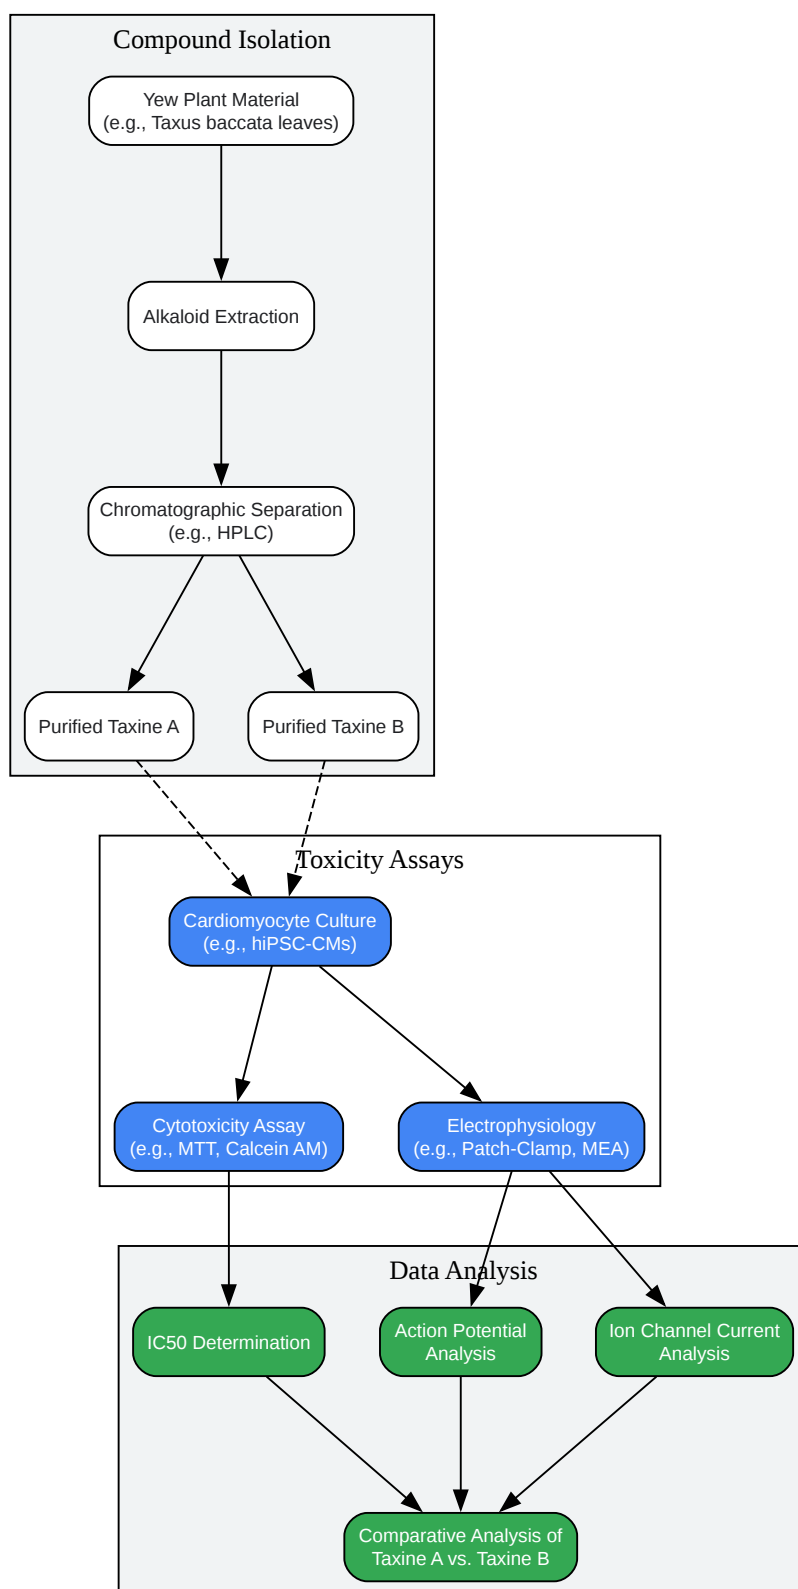 Compound Isolation
Yew Plant Material
(e.g., Taxus baccata leaves)
Alkaloid Extraction
Chromatographic Separation
(e.g., HPLC)
Purified Taxine A
Purified Taxine B
Toxicity Assays
Cardiomyocyte Culture
(e.g., hiPSC-CMs)
Cytotoxicity Assay
(e.g., MTT, Calcein AM)
Electrophysiology
(e.g., Patch-Clamp, MEA)
Data Analysis
IC50 Determination
Action Potential
Analysis
Ion Channel Current
Analysis
Comparative Analysis of
Taxine A vs. Taxine B